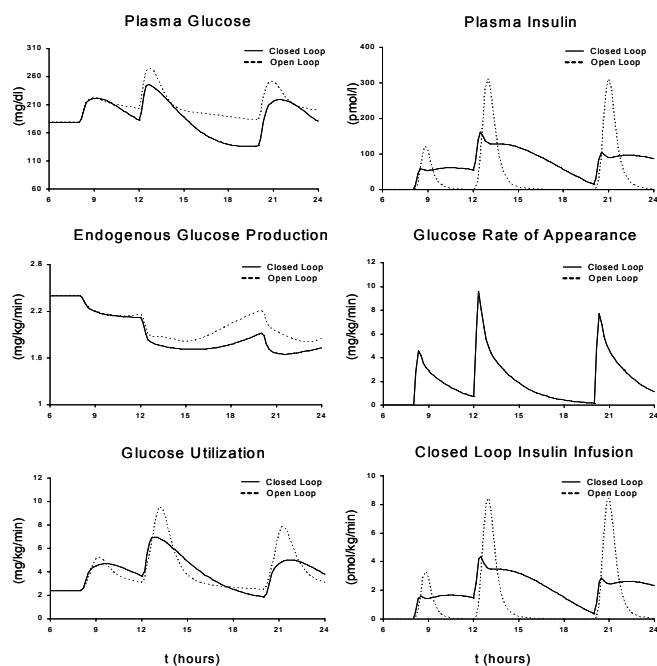 Plasma Glucose
Closed Loop
Open Loop
(mg/dl)
310
260
210
160
110
60
6 9 12 15 18 21 24
Plasma Insulin
Closed Loop
Open Loop
(pmol/l)
400
300
200
100
0
6 9 12 15 18 21 24
Endogenous Glucose Production
Closed Loop
Open Loop
(mg/kg/min)
2.8
2.2
1.6
1
6 9 12 15 18 21 24
Glucose Rate of Appearance
Closed Loop
Open Loop
(mg/kg/min)
12
10
8
6
4
2
0
6 9 12 15 18 21 24
Glucose Utilization
Closed Loop
Open Loop
(mg/kg/min)
12
10
8
6
4
2
0
6 9 12 15 18 21 24
t (hours)
Closed Loop Insulin Infusion
Closed Loop
Open Loop
(pmol/kg/min)
10
8
6
4
2
0
6 9 12 15 18 21 24
t (hours)